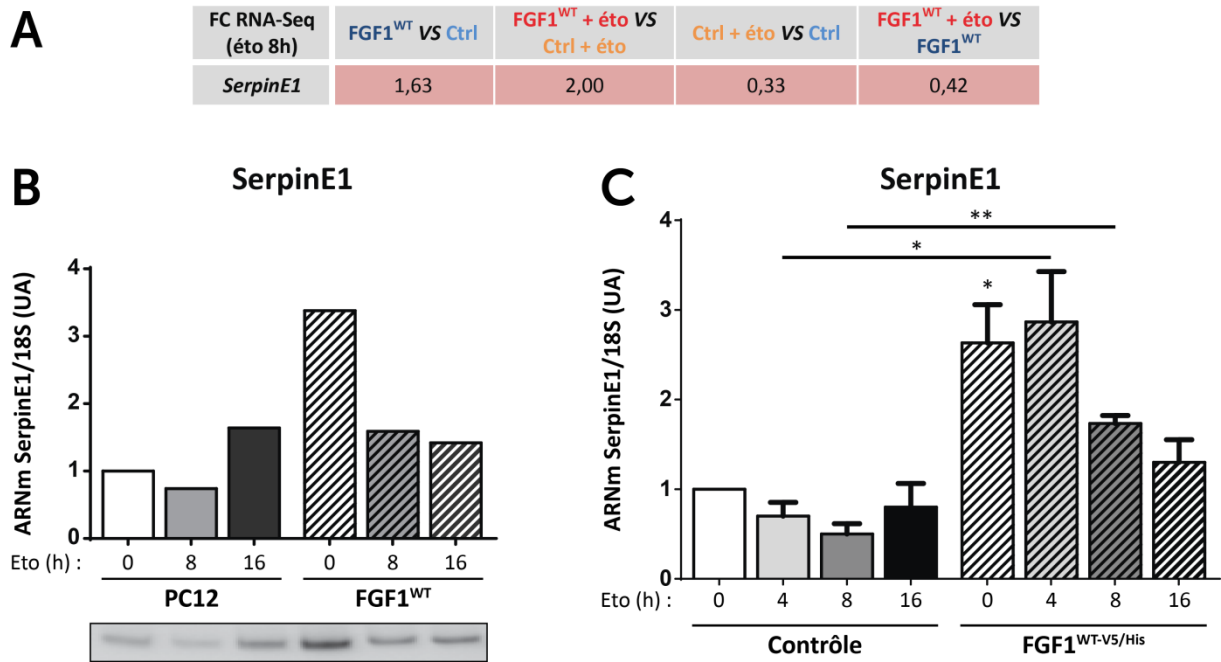 A
FC RNA-Seq (éto 8h)
FGF1WT VS Ctrl
FGF1WT + éto VS Ctrl + éto
Ctrl + éto VS Ctrl
FGF1WT + éto VS FGF1WT
SerpinE1 1,63 2,00 0,33 0,42
B
SerpinE1
ARNm SerpinE1/18S (UA)
4
3
2
1
0
Eto (h) : 0 8 16 0 8 16
PC12 FGF1WT
C
SerpinE1
**
*
*
ARNm SerpinE1/18S (UA)
4
3
2
1
0
Eto (h) : 0 4 8 16 0 4 8 16
Contrôle FGF1WT-V5/His